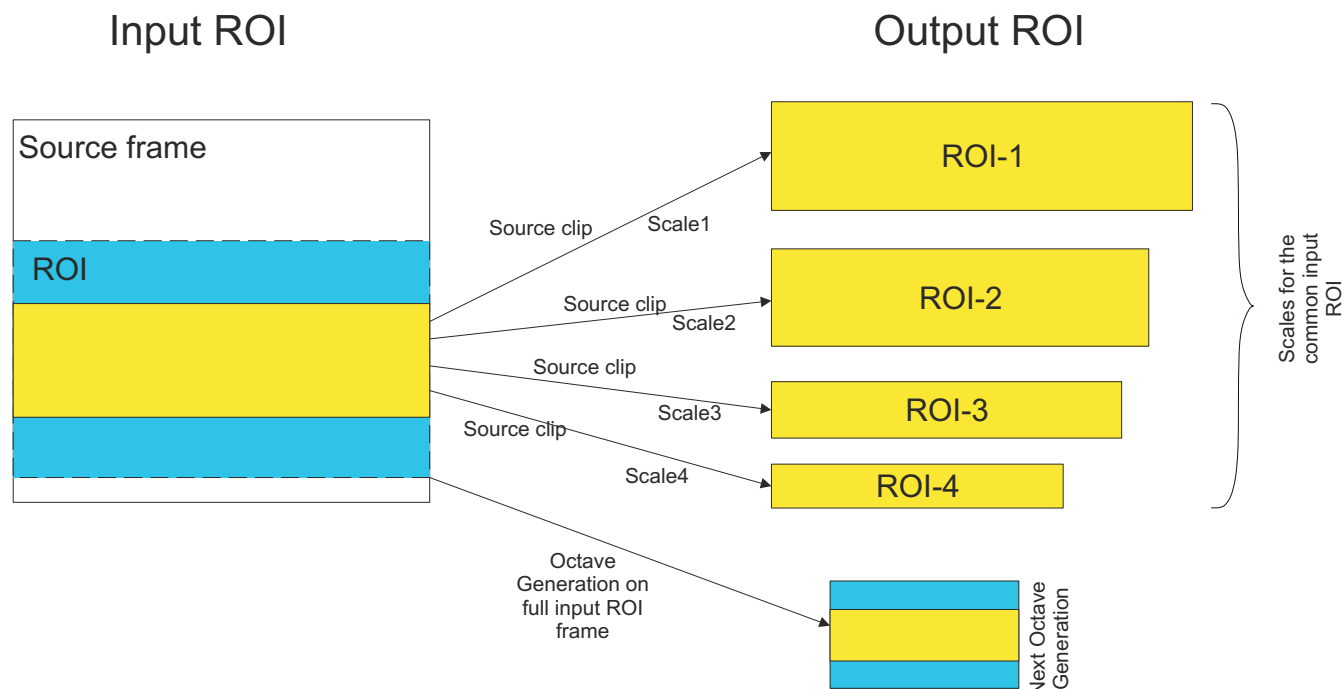 Input ROI
Output ROI
Source frame
ROI
Source clip
Scale1
ROI-1
Source clip
Scale2
ROI-2
Source clip
Scale3
ROI-3
Source clip
Scale4
ROI-4
Scales for the
common input
ROI
Octave
Generation on
full input ROI
frame
Next Octave
Generation